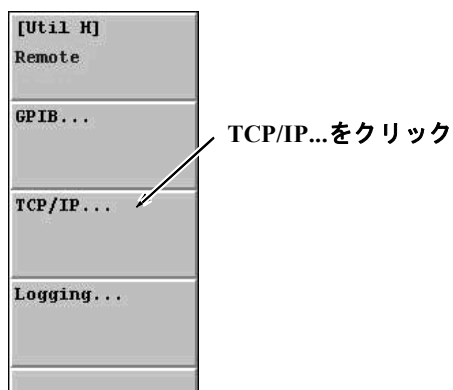 [Util H]
Remote
GPIB...
TCP/IP...をクリック
TCP/IP...
Logging...